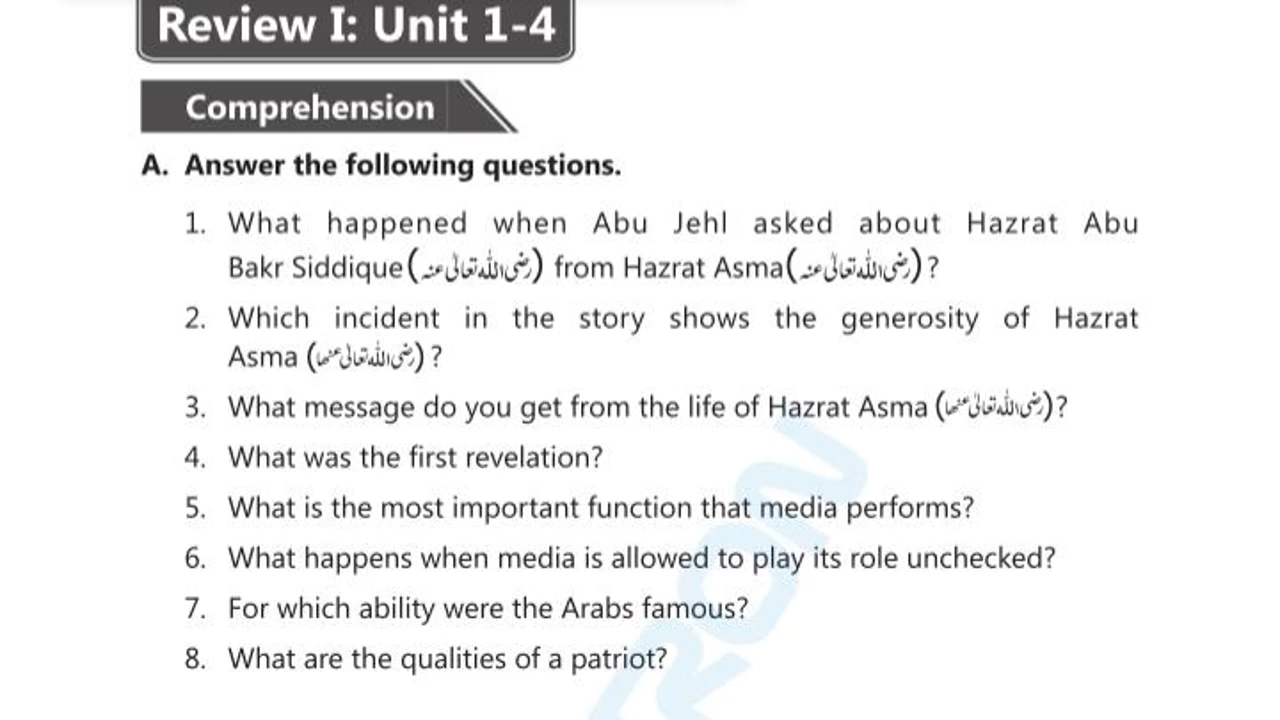 Review I: Unit 1-4
Comprehension
A. Answer the following questions.
1. What happened when Abu Jehl asked about Hazrat Abu
Bakr Siddique (رضی اللہ تعالیٰ عنہ) from Hazrat Asma (رضی اللہ تعالیٰ عنہ) ?
2. Which incident in the story shows the generosity of Hazrat
Asma (رضی اللہ تعالیٰ عنھا) ?
3. What message do you get from the life of Hazrat Asma (رضی اللہ تعالیٰ عنھا)?
4. What was the first revelation?
5. What is the most important function that media performs?
6. What happens when media is allowed to play its role unchecked?
7. For which ability were the Arabs famous?
8. What are the qualities of a patriot?